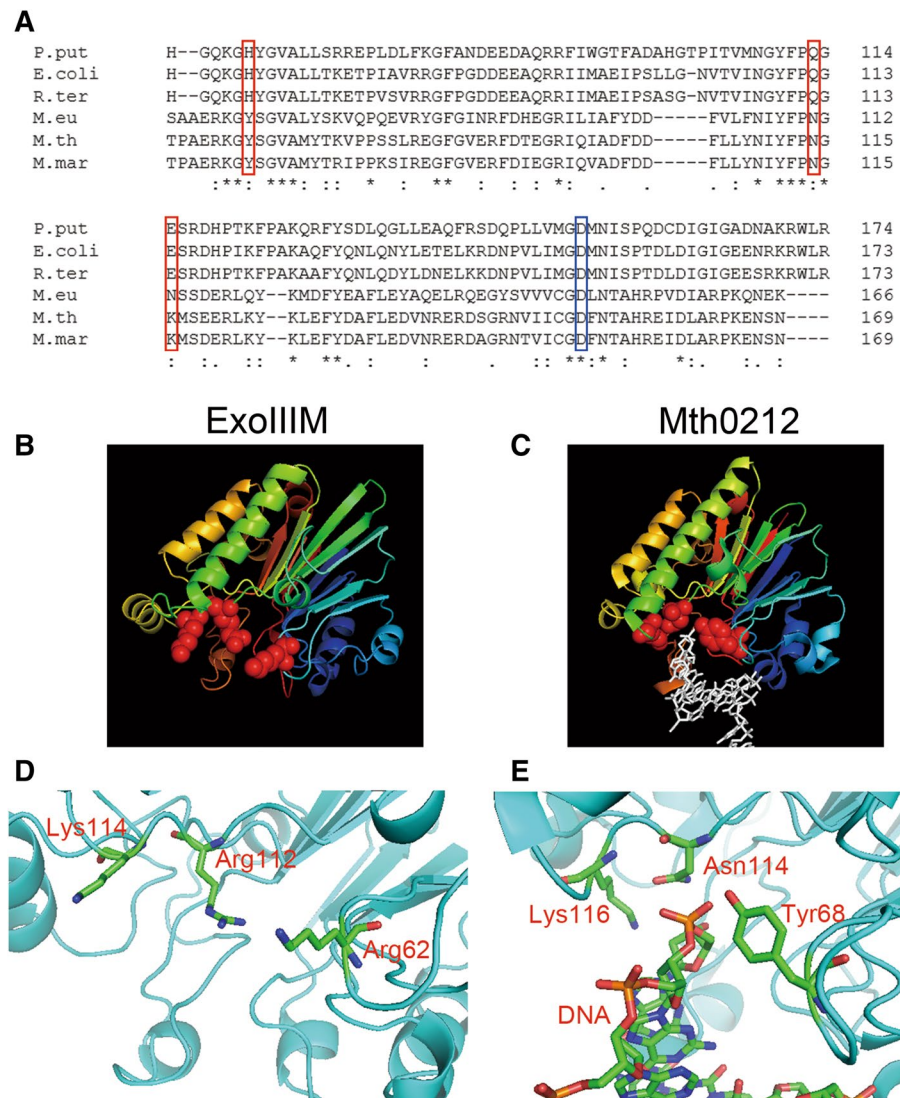 A
P.put H--GQKGHYGVALLSRREPLDLFKGFANDEEDAQRRFIWGTFADAHGTPITVMNGYFPQG 114
E.coli H--GQKGHYGVALLTKETPIAVRRGFPGDDEEAQRRIIMAEIPSLLG-NVTVINGYFPQG 113
R.ter H--GQKGHYGVALLTKETPVSVRRGFPGDDEEAQRRIIMAEIPSASG-NVTVINGYFPQG 113
M.eu SAAERKGYSGVALYSKVQPQEVRYGFGINRFDHEGRILIAFYDD-----FVLFNIYFPNG 112
M.th TPAERKGYSGVAMYTKVPPSSLREGFGVERFDIEGRIQIADFDD-----FLLYNIYFPNG 115
M.mar TPAERKGYSGVAMYTRIPPKSIREGFGVERFDIEGRIQVADFDD-----FLLYNIYFPNG 115
:**: ***: :: * : ** : *: . . . : * ***:*
P.put ESRDHPTKFPAKQRFYSDLQGLLEAQFRSDQPLLVMGDMNISPQDCDIGIGADNAKRWLR 174
E.coli ESRDHPIKFPAKAQFYQNLQNYLETELKRDNPVLIMGDMNISPTDLDIGIGEENRKRWLR 173
R.ter ESRDHPIKFPAKAAFYQNLQDYLDNELKKDNPVLIMGDMNISPTDLDIGIGEESRKRWLR 173
M.eu NSSDERLQY--KMDFYEAFLEYAQELRQEGYSVVVCGDLNTAHRPVDIARPKQNEK---- 166
M.th KMSEERLKY--KLEFYDAFLEDVNRERDSGRNVIICGDFNTAHREIDLARPKENSN---- 169
M.mar KMSDERLKY--KLEFYDAFLEDVNRERDAGRNTVICGDFNTAHREIDLARPKENSN---- 169
: :. :: * ** : . :: **:* : *:. :. :
ExoIIIM Mth0212
B C
D E
Lys114
Arg112
Arg62
Asn114
Lys116
Tyr68
DNA